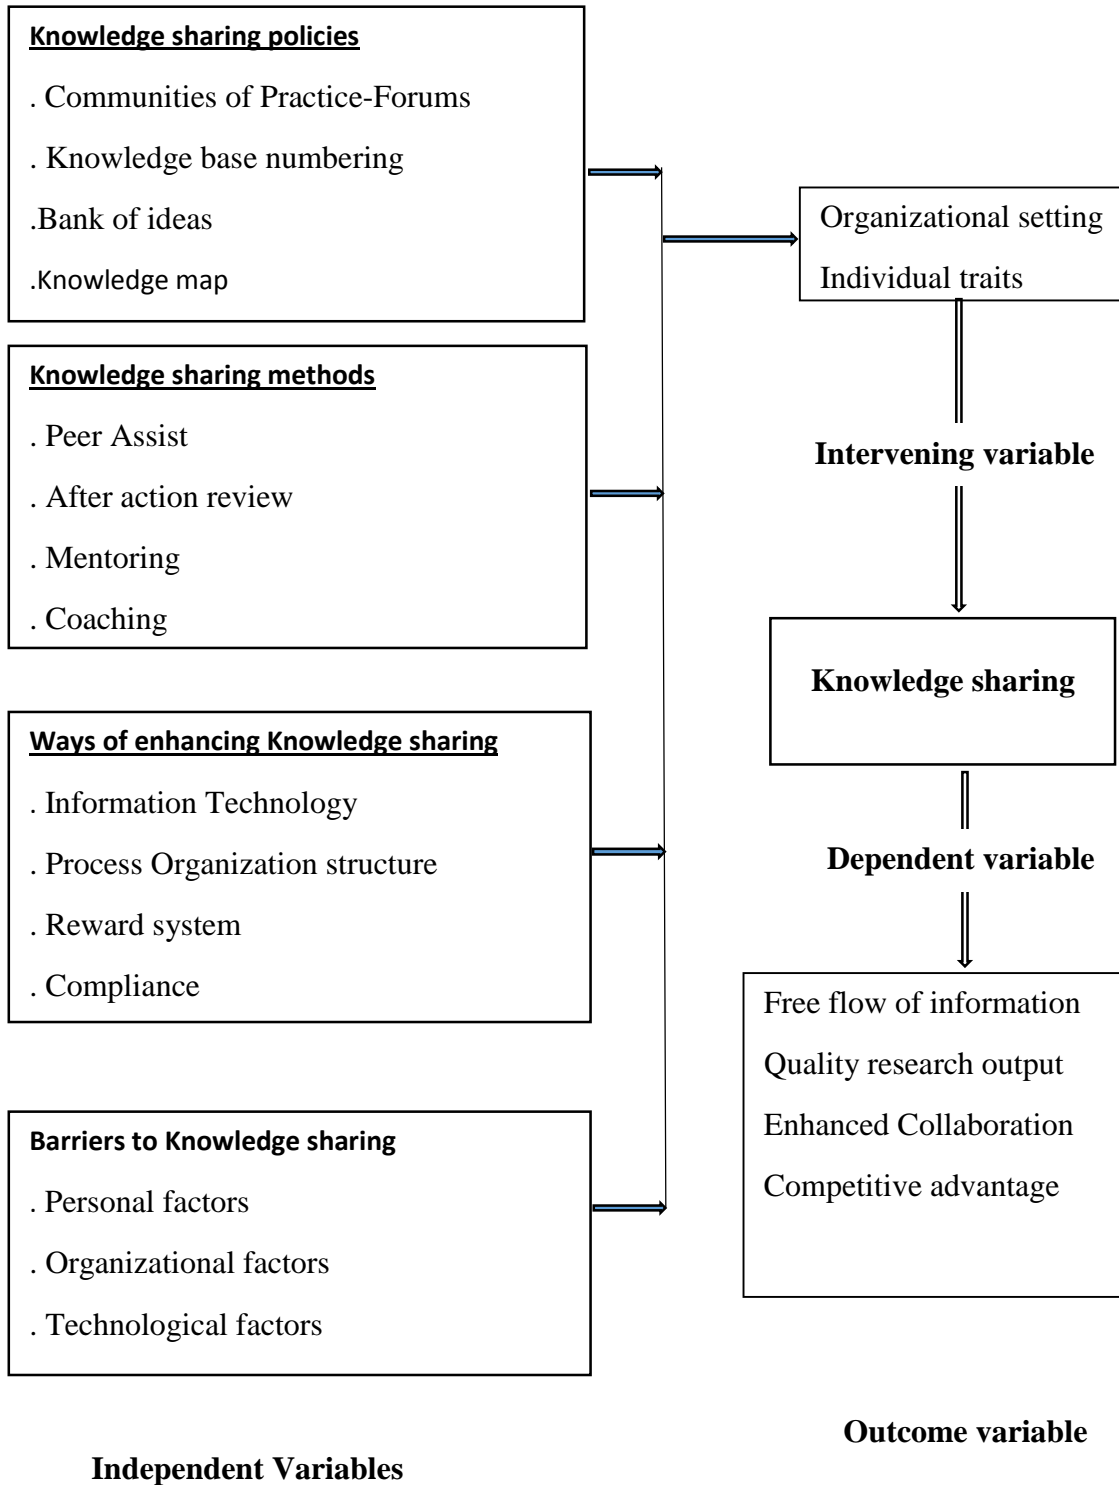 Knowledge sharing policies
. Communities of Practice-Forums
. Knowledge base numbering
.Bank of ideas
.Knowledge map
Knowledge sharing methods
. Peer Assist
. After action review
. Mentoring
. Coaching
Ways of enhancing Knowledge sharing
. Information Technology
. Process Organization structure
. Reward system
. Compliance
Barriers to Knowledge sharing
. Personal factors
. Organizational factors
. Technological factors
Independent Variables
Organizational setting
Individual traits
Intervening variable
Knowledge sharing
Dependent variable
Free flow of information
Quality research output
Enhanced Collaboration
Competitive advantage
Outcome variable